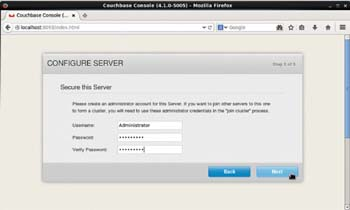 Couchbase Console (4.1.0-5005) - Mozilla Firefox
Couchbase Console (...
localhost:8091/index.html
Google
CONFIGURE SERVER
Step 5 of 5
Secure this Server
Please create an administrator account for this Server. If you want to join other servers to this one
to form a cluster, you will need to use these administrator credentials in the "join cluster" process.
Username:
Administrator
Password:
Verify Password:
Back
Next